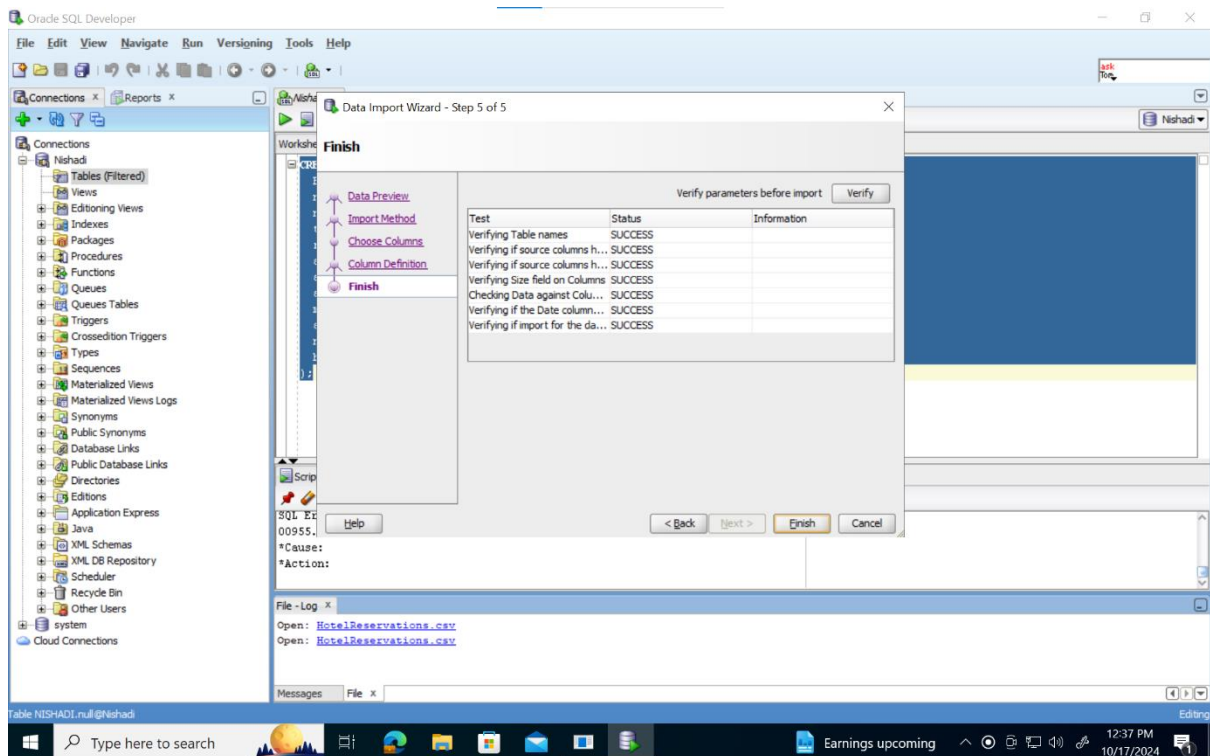 Oracle SQL Developer
File Edit View Navigate Run Versioning Tools Help
ask
Tom
Connections Reports
Nishadi
Connections
Nishadi
Tables (Filtered)
Views
Editioning Views
Indexes
Packages
Procedures
Functions
Queues
Queues Tables
Triggers
Crossedition Triggers
Types
Sequences
Materialized Views
Materialized Views Logs
Synonyms
Public Synonyms
Database Links
Public Database Links
Directories
Editions
Application Express
Java
XML Schemas
XML DB Repository
Scheduler
Recycle Bin
Other Users
system
Cloud Connections
Data Import Wizard - Step 5 of 5
Finish
Data Preview
Import Method
Choose Columns
Column Definition
Finish
Verify parameters before import Verify
Test Status Information
Verifying Table names SUCCESS
Verifying if source columns h... SUCCESS
Verifying if source columns h... SUCCESS
Verifying Size field on Columns SUCCESS
Checking Data against Colu... SUCCESS
Verifying if the Date column... SUCCESS
Verifying if import for the da... SUCCESS
Help < Back Next > Finish Cancel
);
00955.
*Cause:
*Action:
File - Log
Open: HotelReservations.csv
Open: HotelReservations.csv
Messages File
Table NISHADI.null@Nishadi
Editing
Type here to search
Earnings upcoming
12:37 PM
10/17/2024